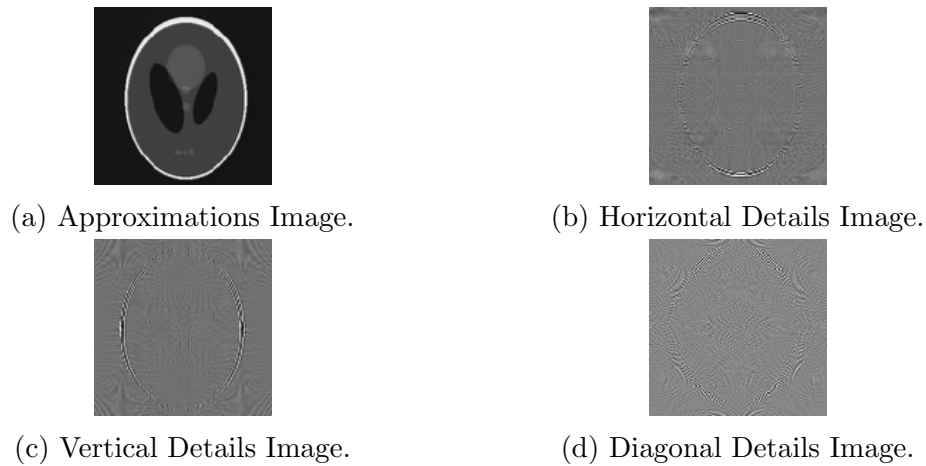 (a) Approximations Image.
(b) Horizontal Details Image.
(c) Vertical Details Image.
(d) Diagonal Details Image.